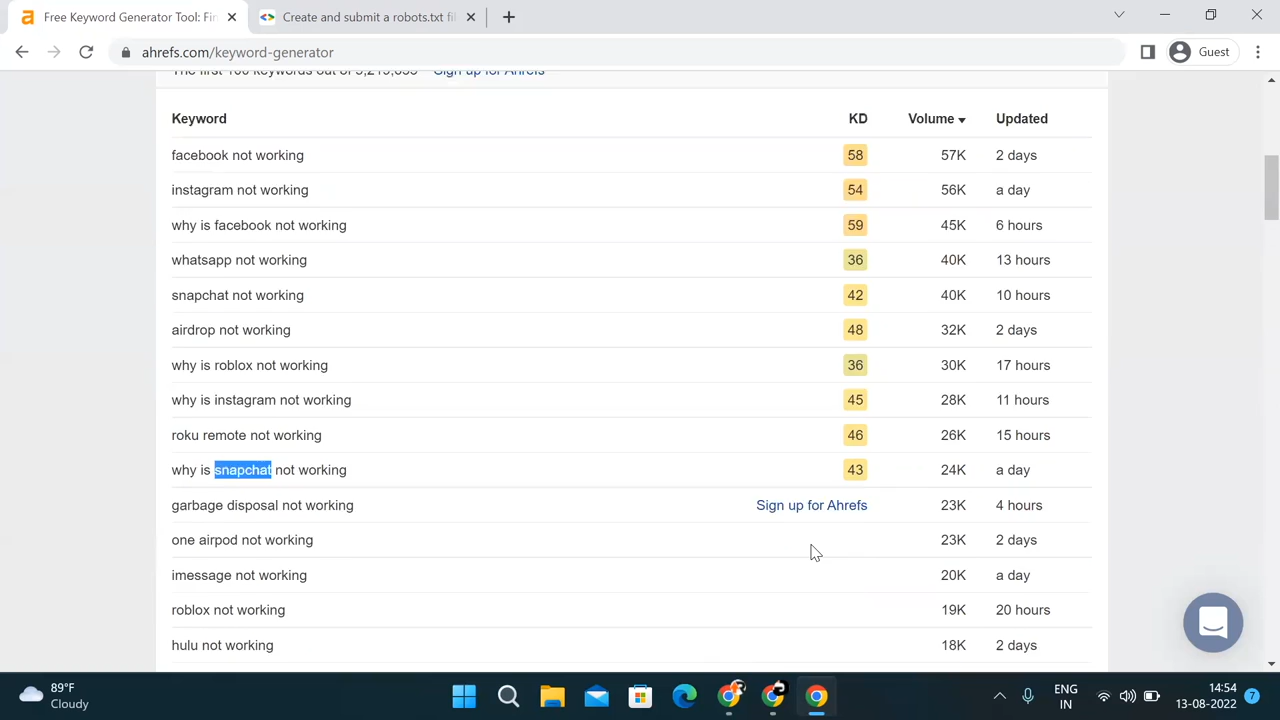 Free Keyword Generator Tool: Fin
Create and submit a robots.txt fil
ahrefs.com/keyword-generator
Guest
Sign up for Ahrefs
Keyword KD Volume Updated
facebook not working 58 57K 2 days
instagram not working 54 56K a day
why is facebook not working 59 45K 6 hours
whatsapp not working 36 40K 13 hours
snapchat not working 42 40K 10 hours
airdrop not working 48 32K 2 days
why is roblox not working 36 30K 17 hours
why is instagram not working 45 28K 11 hours
roku remote not working 46 26K 15 hours
why is snapchat not working 43 24K a day
garbage disposal not working Sign up for Ahrefs 23K 4 hours
one airpod not working 23K 2 days
imessage not working 20K a day
roblox not working 19K 20 hours
hulu not working 18K 2 days
89°F
Cloudy
ENG
IN
14:54
13-08-2022
7